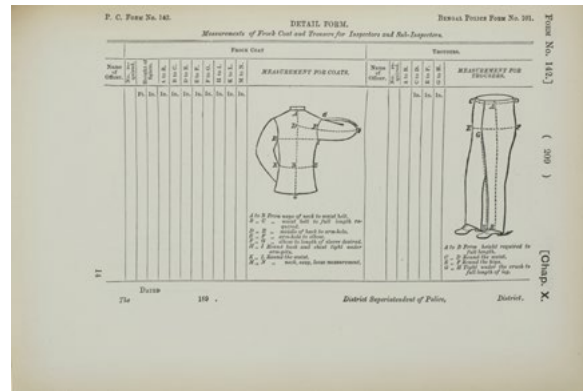 P. C. Form No. 142.
BENGAL POLICE FORM No. 161.
DETAIL FORM.
Measurements of Frock Coat and Trousers for Inspectors and Sub-Inspectors.
FROCK COAT
TROUSERS.
Name of Officer.
MEASUREMENT FOR COATS.
Name of Officer.
MEASUREMENT FOR TROUSERS.
Ft. In. In. In. In. In. In. In. In. In.
In. In. In. In.
A to B From nape of neck to waist belt.
B „ C „ waist belt to full length required.
D „ E „ middle of back to arm-hole.
arm-hole to elbow.
elbow to length of sleeve desired.
Round back and chest tight under arm-pits.
K „ L Round the waist.
M „ N „ neck, easy, loose measurement.
A to B From height required to full length.
C „ D Round the waist.
E „ F Round the hips.
G „ H Tight under the crutch to full length of leg.
DATED
The 189 .
District Superintendent of Police,
District.
FORM No. 142.]
( 209 )
[Chap. X.
14